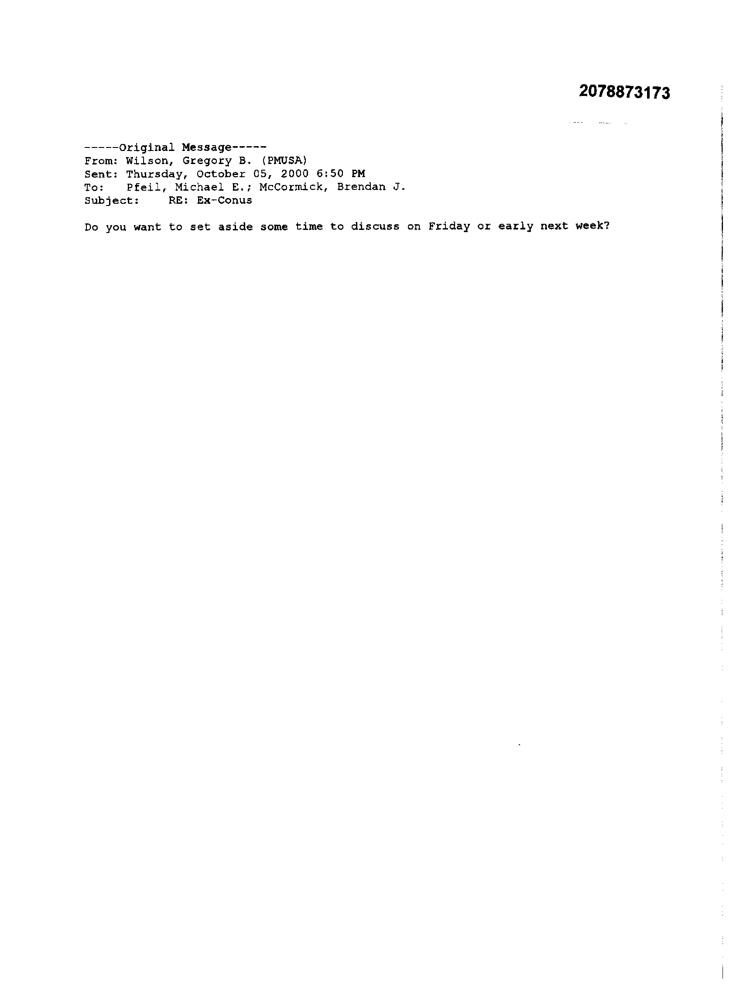 2078873173
-----Original Message-----
From: Wilson, Gregory B. (PMUSA)
Sent: Thursday, October 05, 2000 6:50 PM
To: Pfeil, Michael E.; McCormick, Brendan J.
Subject: RE: Ex-Conus
Do you want to set aside some time to discuss on Friday or early next week?